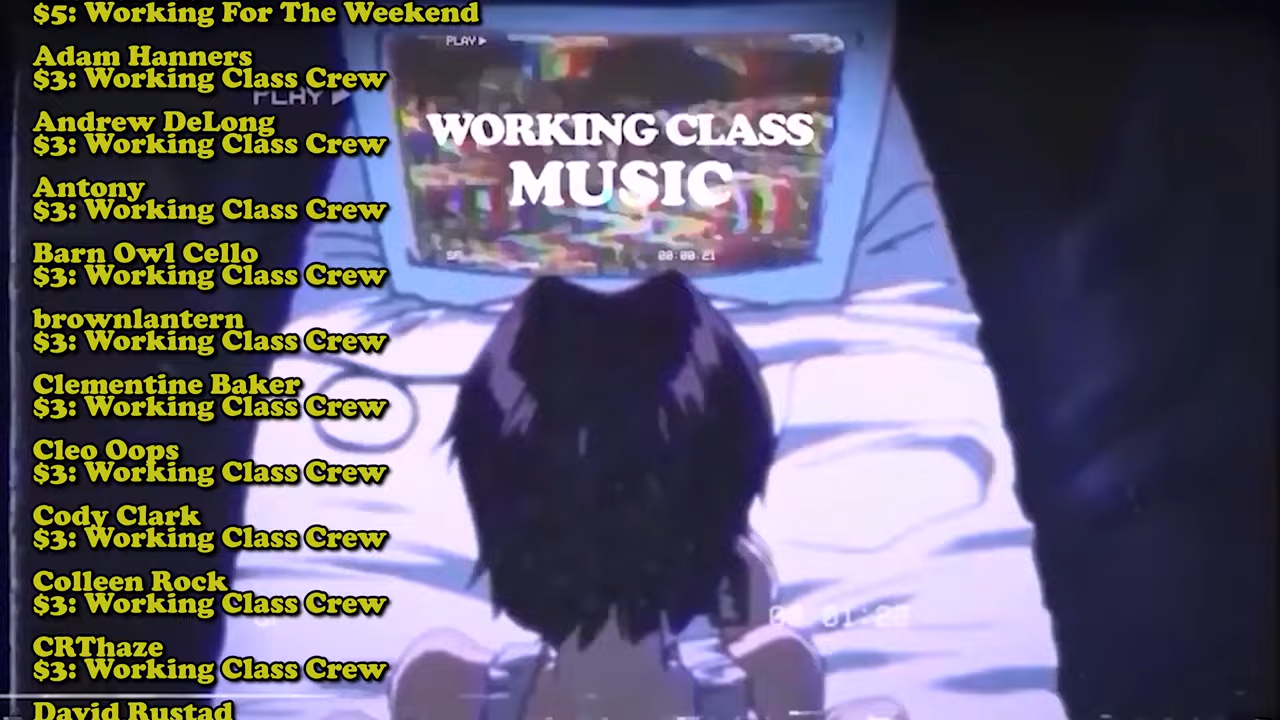 $5: Working For The Weekend
Adam Hanners
$3: Working Class Crew
Andrew DeLong
$3: Working Class Crew
Antony
$3: Working Class Crew
Barn Owl Cello
$3: Working Class Crew
brownlantern
$3: Working Class Crew
Clementine Baker
$3: Working Class Crew
Cleo Oops
$3: Working Class Crew
Cody Clark
$3: Working Class Crew
Colleen Rock
$3: Working Class Crew
CRThaze
$3: Working Class Crew
David Rustad
PLAY
PLAY
WORKING CLASS
MUSIC
SP
00:00.21